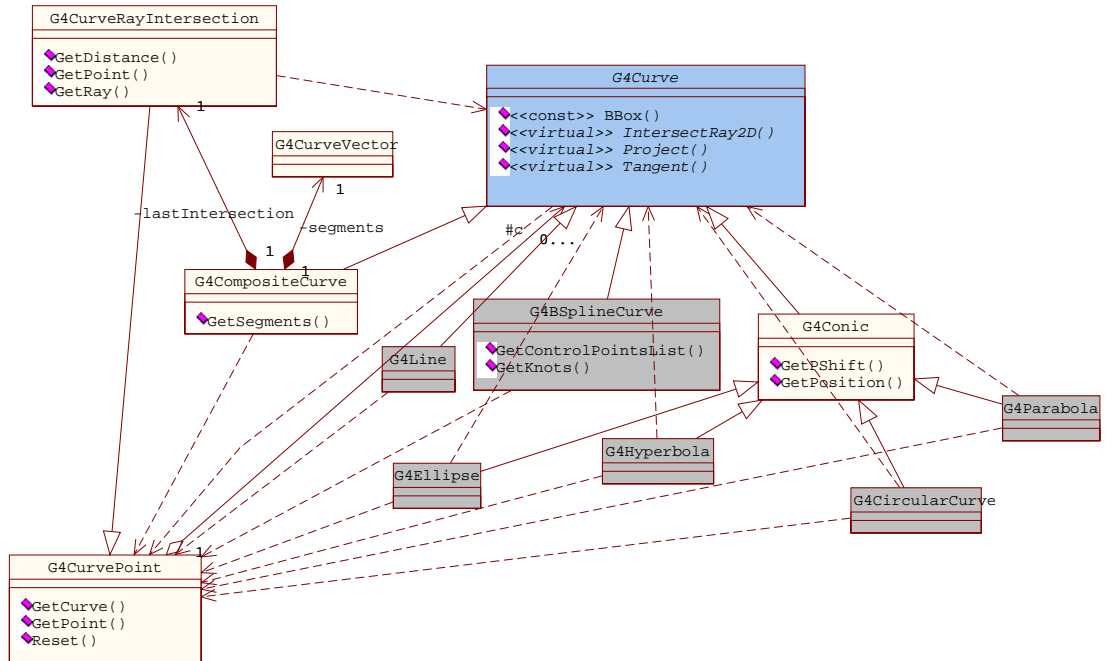 G4CurveRayIntersection
GetDistance()
GetPoint()
GetRay()
G4Curve
<<const>> BBox()
<<virtual>> IntersectRay2D()
<<virtual>> Project()
<<virtual>> Tangent()
1
G4CurveVector
1
-lastIntersection
-segments
#c
0...
1
1
G4CompositeCurve
GetSegments()
G4BSplineCurve
GetControlPointsList()
GetKnots()
G4Conic
GetPShift()
GetPosition()
G4Line
G4Parabola
G4Hyperbola
G4Ellipse
G4CircularCurve
1
G4CurvePoint
GetCurve()
GetPoint()
Reset()